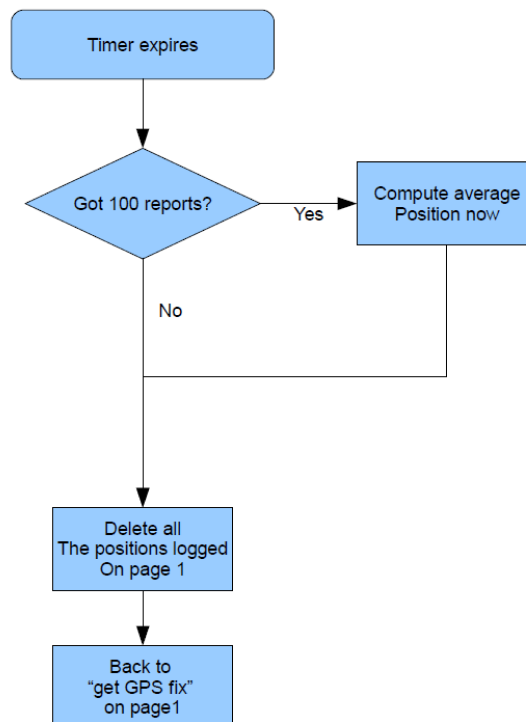 Timer expires
Got 100 reports?
Yes
Compute average
Position now
No
Delete all
The positions logged
On page 1
Back to
“get GPS fix”
on page1